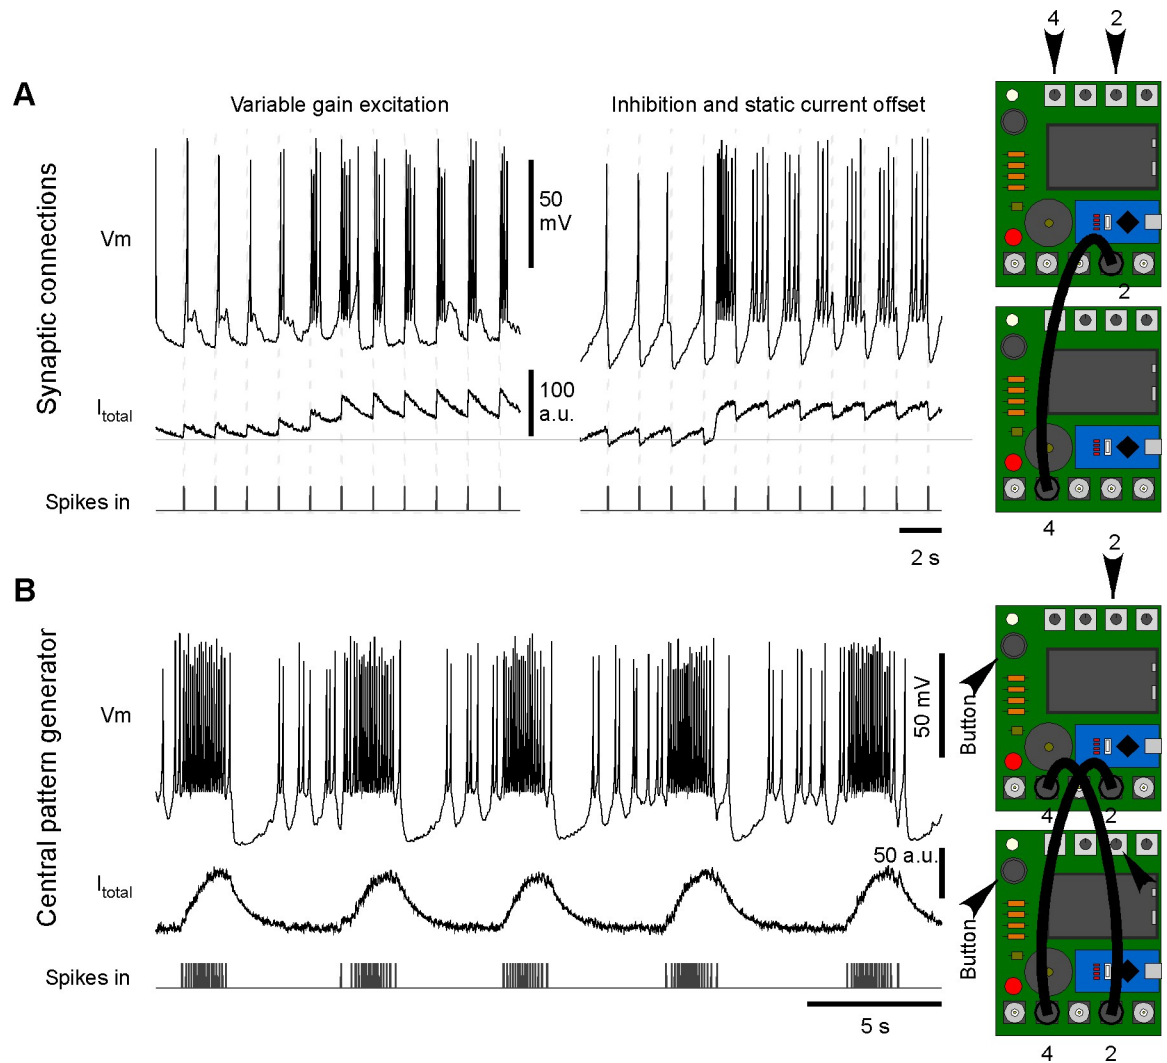 A
Synaptic connections
Variable gain excitation
Inhibition and static current offset
Vm
50
mV
Itotal
100
a.u.
Spikes in
2 s
4
2
2
4
B
Central pattern generator
Vm
50 mV
Itotal
50 a.u.
Spikes in
5 s
2
Button
4
2
Button
4
2